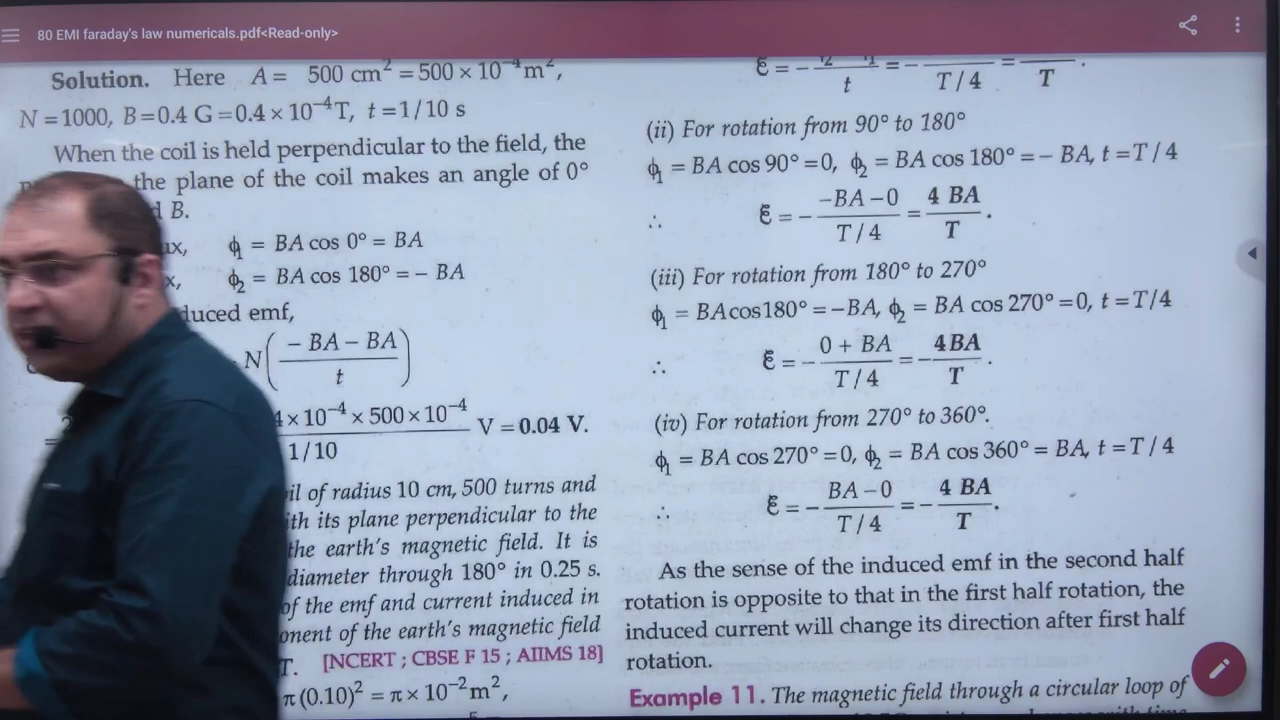 80 EMI faraday's law numericals.pdf<Read-only>
Solution. Here A = 500 cm² = 500 × 10⁻⁴ m²,
N = 1000, B = 0.4 G = 0.4 × 10⁻⁴ T, t = 1/10 s
When the coil is held perpendicular to the field, the
the plane of the coil makes an angle of 0°
B.
ϕ₁ = BA cos 0° = BA
ϕ₂ = BA cos 180° = − BA
duced emf,
N( − BA − BA / t )
× 10⁻⁴ × 500 × 10⁻⁴ / 1/10 V = 0.04 V.
=
of radius 10 cm, 500 turns and
its plane perpendicular to the
the earth's magnetic field. It is
diameter through 180° in 0.25 s.
of the emf and current induced in
onent of the earth's magnetic field
T. [NCERT ; CBSE F 15 ; AIIMS 18]
π (0.10)² = π × 10⁻² m²,
ℰ = − / t = − / T/4 = / T .
(ii) For rotation from 90° to 180°
ϕ₁ = BA cos 90° = 0, ϕ₂ = BA cos 180° = − BA, t = T/4
∴ ℰ = − −BA − 0 / T/4 = 4 BA / T .
(iii) For rotation from 180° to 270°
ϕ₁ = BA cos 180° = −BA, ϕ₂ = BA cos 270° = 0, t = T/4
∴ ℰ = − 0 + BA / T/4 = − 4BA / T .
(iv) For rotation from 270° to 360°.
ϕ₁ = BA cos 270° = 0, ϕ₂ = BA cos 360° = BA, t = T/4
∴ ℰ = − BA − 0 / T/4 = − 4 BA / T .
As the sense of the induced emf in the second half
rotation is opposite to that in the first half rotation, the
induced current will change its direction after first half
rotation.
Example 11. The magnetic field through a circular loop of